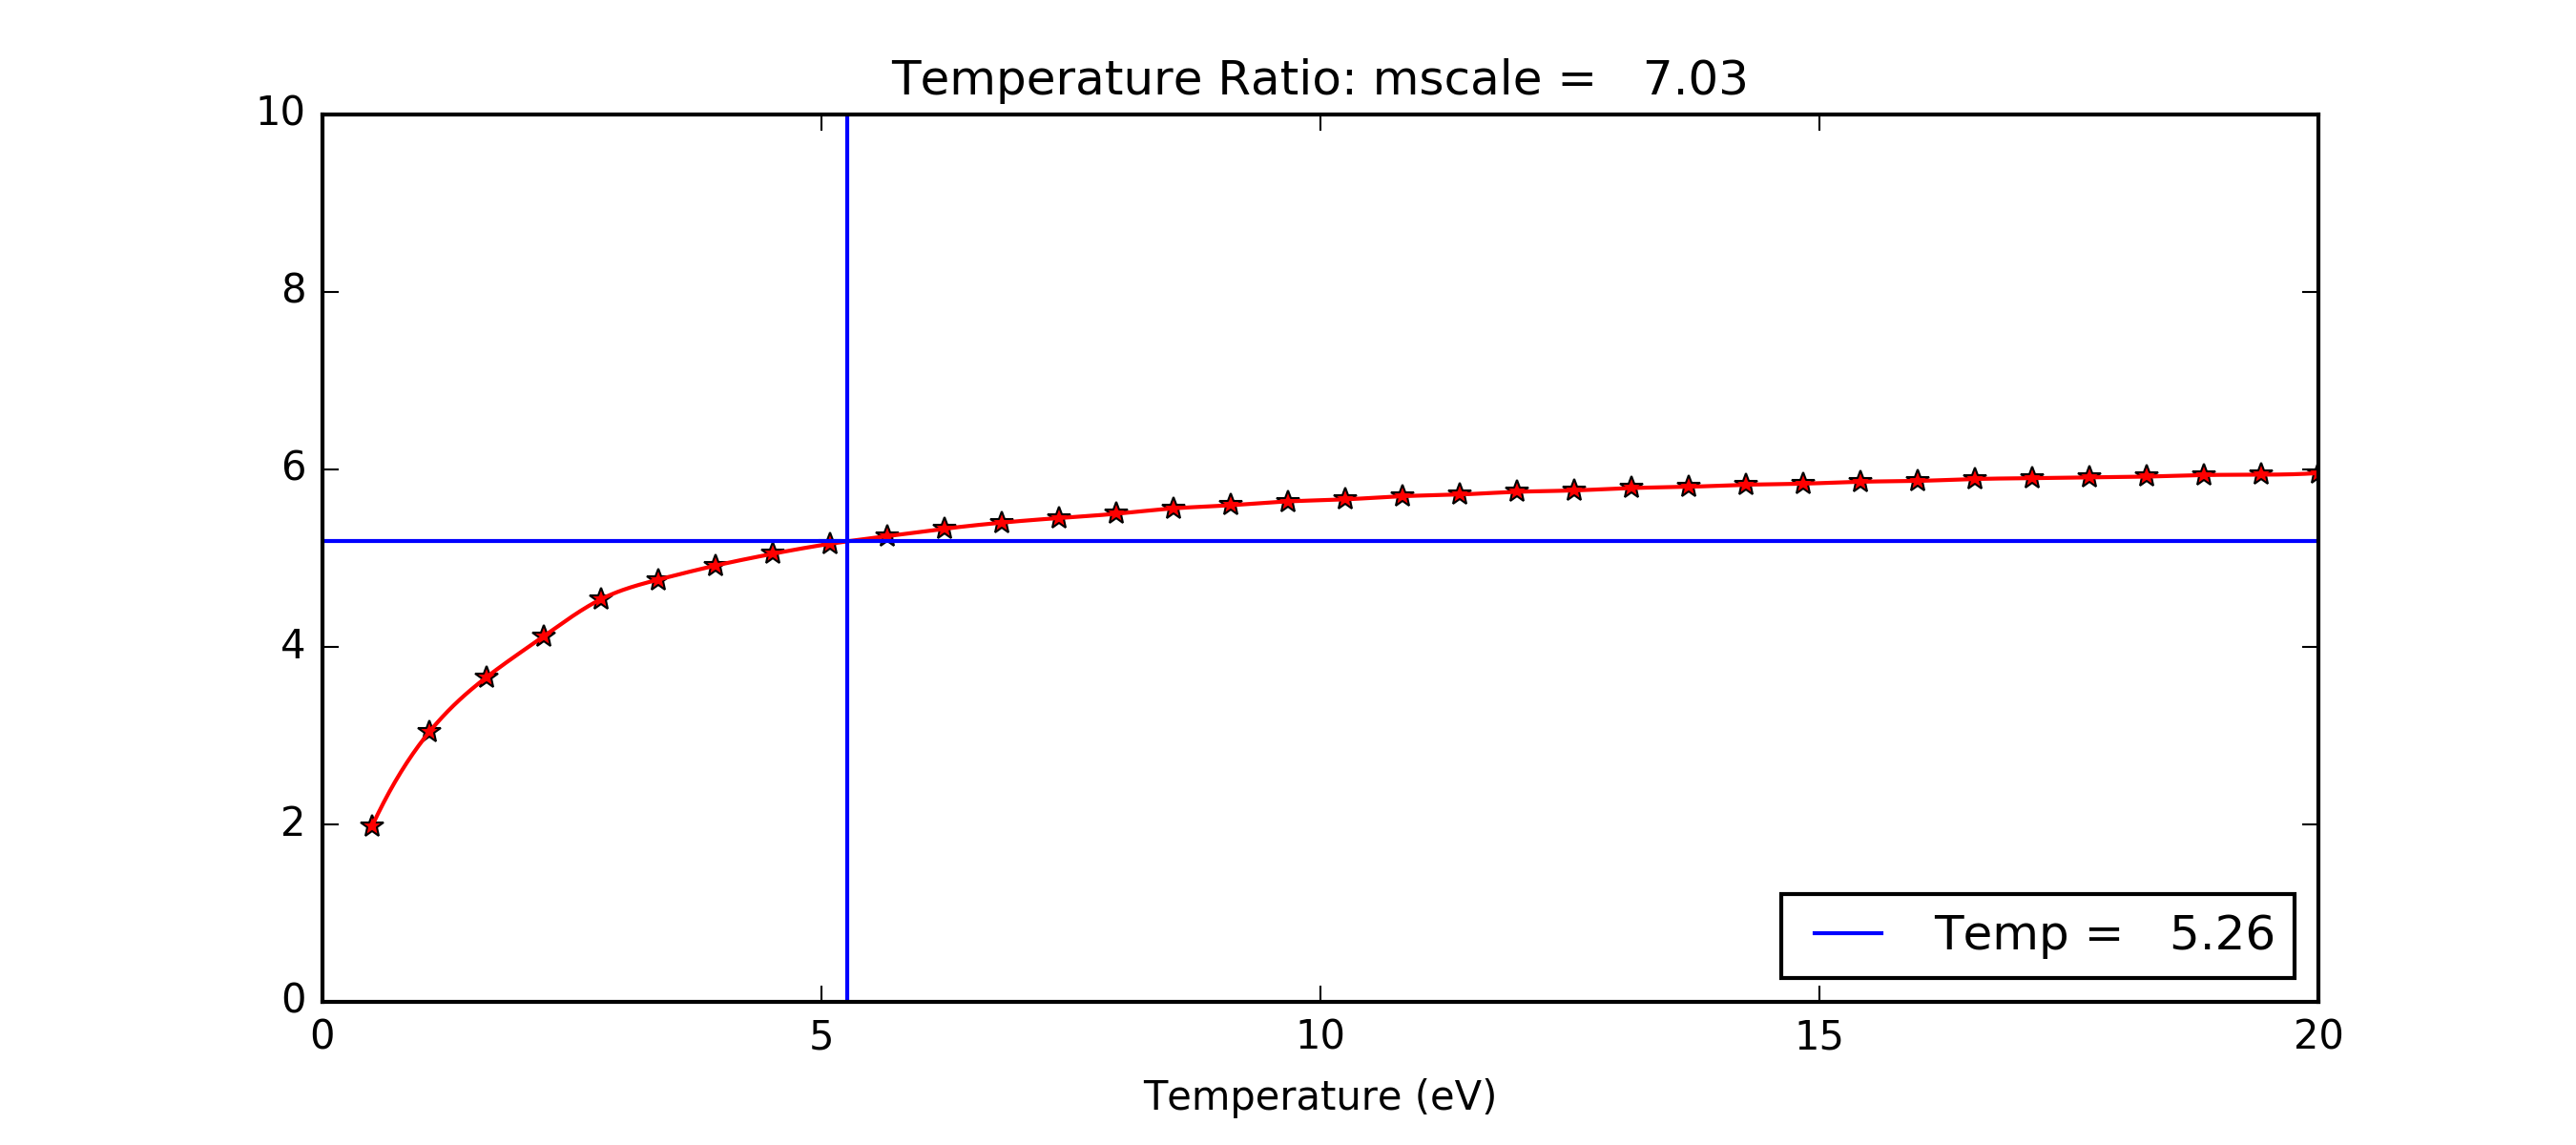 Temperature Ratio: mscale = 7.03
10
8
6
4
2
0
0 5 10 15 20
Temperature (eV)
Temp = 5.26